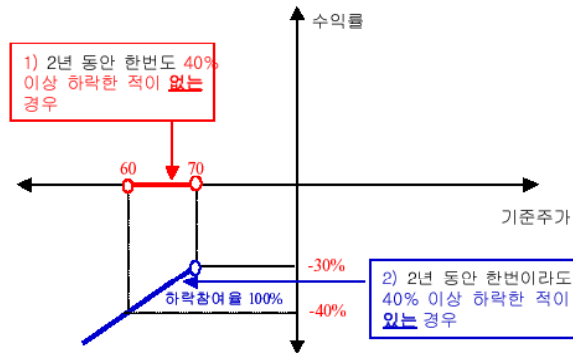 수익률
1) 2년 동안 한번도 40%
이상 하락한 적이 없는
경우
60
70
기준주가
-30%
하락참여율 100%
-40%
2) 2년 동안 한번이라도
40% 이상 하락한 적이
있는 경우